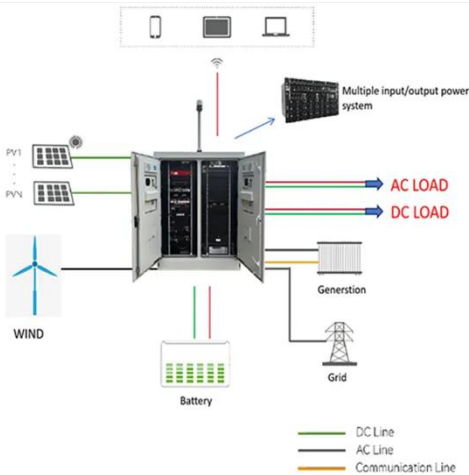 Multiple input/output power
system
PV1
PVN
AC LOAD
DC LOAD
WIND
Generstion
Grid
Battery
DC Line
AC Line
Communication Line